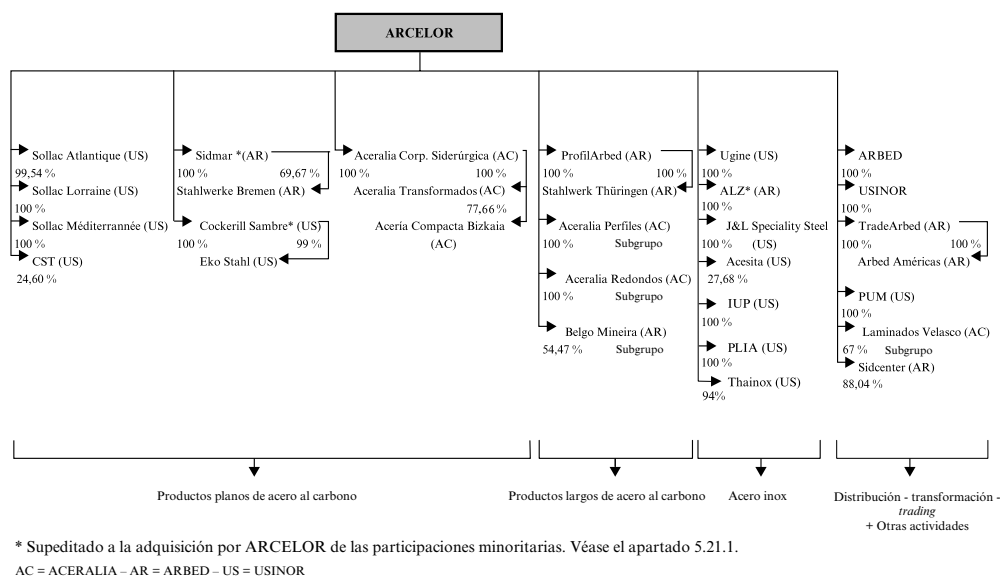 ARCELOR
Sollac Atlantique (US)
99,54 %
Sollac Lorraine (US)
100 %
Sollac Méditerrannée (US)
100 %
CST (US)
24,60 %
Sidmar *(AR)
100 % 69,67 %
Stahlwerke Bremen (AR)
Cockerill Sambre* (US)
100 % 99 %
Eko Stahl (US)
Aceralia Corp. Siderúrgica (AC)
100 % 100 %
Aceralia Transformados (AC)
77,66 %
Acería Compacta Bizkaia
(AC)
ProfilArbed (AR)
100 % 100 %
Stahlwerk Thüringen (AR)
Aceralia Perfiles (AC)
100 % Subgrupo
Aceralia Redondos (AC)
100 % Subgrupo
Belgo Mineira (AR)
54,47 % Subgrupo
Ugine (US)
100 %
ALZ* (AR)
100 %
J&L Speciality Steel
100 % (US)
Acesita (US)
27,68 %
IUP (US)
100 %
PLIA (US)
100 %
Thainox (US)
94%
ARBED
100 %
USINOR
100 %
TradeArbed (AR)
100 % 100 %
Arbed Américas (AR)
PUM (US)
100 %
Laminados Velasco (AC)
67 % Subgrupo
Sidcenter (AR)
88,04 %
Productos planos de acero al carbono
Productos largos de acero al carbono
Acero inox
Distribución - transformación -
trading
+ Otras actividades
* Supeditado a la adquisición por ARCELOR de las participaciones minoritarias. Véase el apartado 5.21.1.
AC = ACERALIA – AR = ARBED – US = USINOR